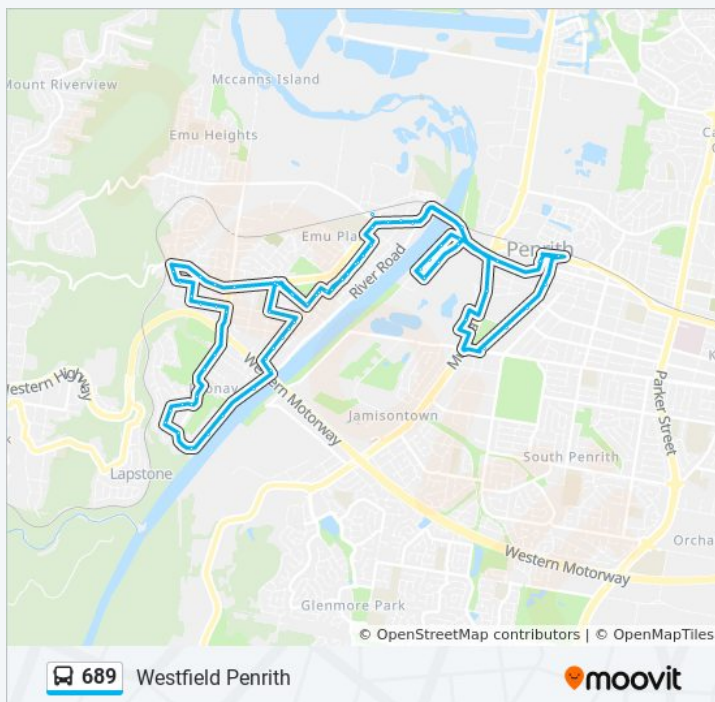 Mount Riverview
Mccanns Island
Emu Heights
Emu Pla
River Road
Penrith
Western Highway
Western Motorway
Jamisontown
Parker Street
South Penrith
Lapstone
Western Motorway
Orcha
Glenmore Park
© OpenStreetMap contributors | © OpenMapTiles
689 Westfield Penrith
moovit